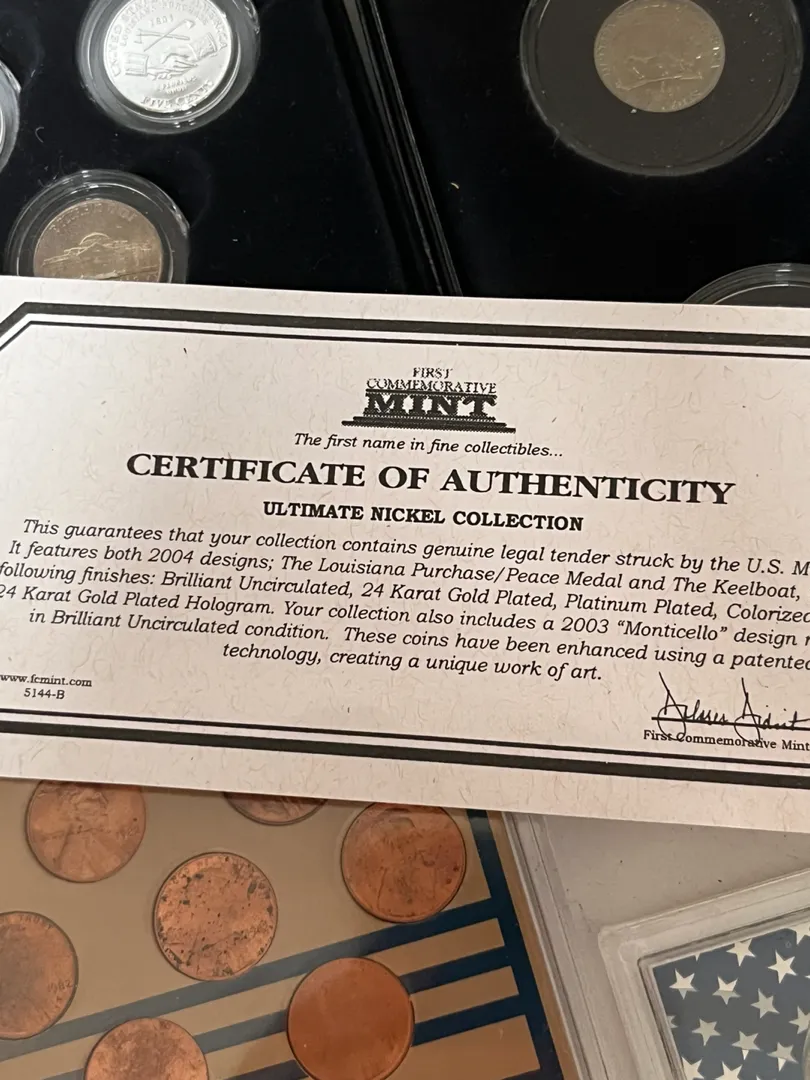 1803
FIVE CENTS
FIRST
COMMEMORATIVE
MINT
The first name in fine collectibles...
CERTIFICATE OF AUTHENTICITY
ULTIMATE NICKEL COLLECTION
This guarantees that your collection contains genuine legal tender struck by the U.S. M
It features both 2004 designs; The Louisiana Purchase/Peace Medal and The Keelboat,
following finishes: Brilliant Uncirculated, 24 Karat Gold Plated, Platinum Plated, Colorized
24 Karat Gold Plated Hologram. Your collection also includes a 2003 "Monticello" design
in Brilliant Uncirculated condition. These coins have been enhanced using a patented
technology, creating a unique work of art.
www.fcmint.com
5144-B
First Commemorative Mint
1982